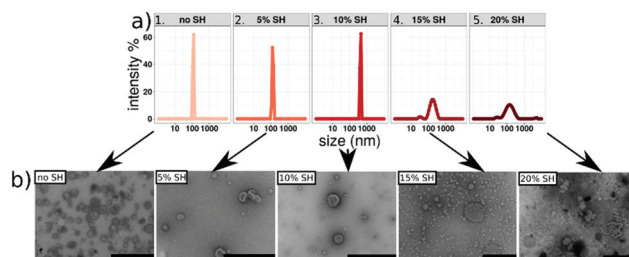 a)
1. no SH
2. 5% SH
3. 10% SH
4. 15% SH
5. 20% SH
intensity %
60
40
20
0
10 100 1000
10 100 1000
10 100 1000
10 100 1000
10 100 1000
size (nm)
b)
no SH
5% SH
10% SH
15% SH
20% SH